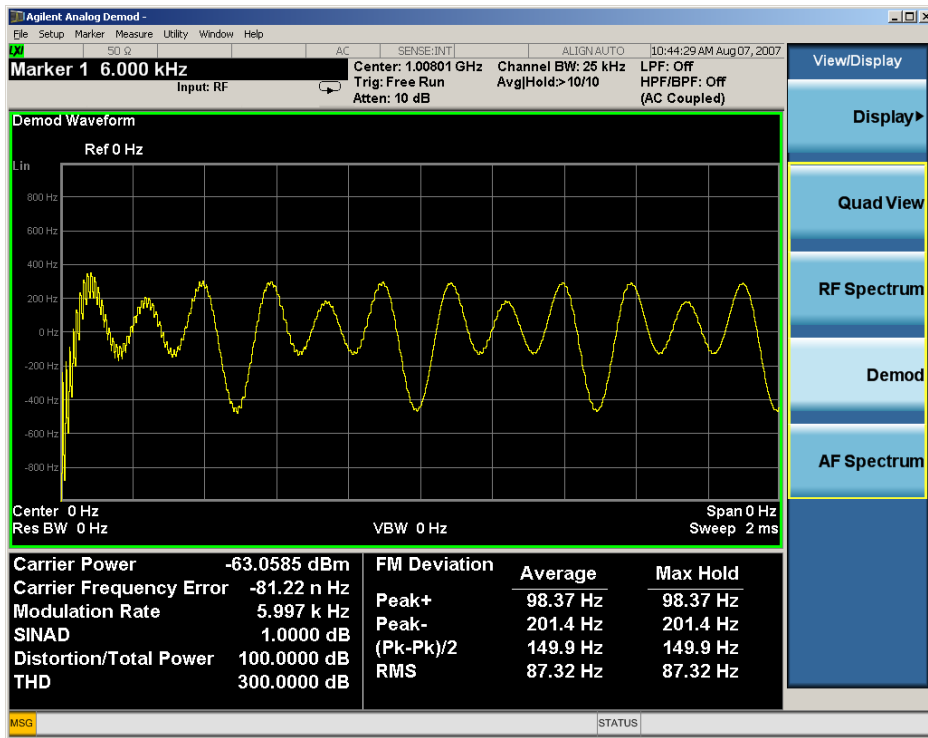 Agilent Analog Demod -
File Setup Marker Measure Utility Window Help
LXI 50 Ω AC SENSE:INT ALIGN AUTO 10:44:29 AM Aug 07, 2007
Marker 1 6.000 kHz
Input: RF
Center: 1.00801 GHz Channel BW: 25 kHz LPF: Off
Trig: Free Run Avg|Hold:>10/10 HPF/BPF: Off
Atten: 10 dB (AC Coupled)
Demod Waveform
Ref 0 Hz
Lin
800 Hz
600 Hz
400 Hz
200 Hz
0 Hz
-200 Hz
-400 Hz
-600 Hz
-800 Hz
Center 0 Hz Span 0 Hz
Res BW 0 Hz VBW 0 Hz Sweep 2 ms
Carrier Power -63.0585 dBm
Carrier Frequency Error -81.22 n Hz
Modulation Rate 5.997 k Hz
SINAD 1.0000 dB
Distortion/Total Power 100.0000 dB
THD 300.0000 dB
FM Deviation Average Max Hold
Peak+ 98.37 Hz 98.37 Hz
Peak- 201.4 Hz 201.4 Hz
(Pk-Pk)/2 149.9 Hz 149.9 Hz
RMS 87.32 Hz 87.32 Hz
View/Display
Display
Quad View
RF Spectrum
Demod
AF Spectrum
MSG STATUS